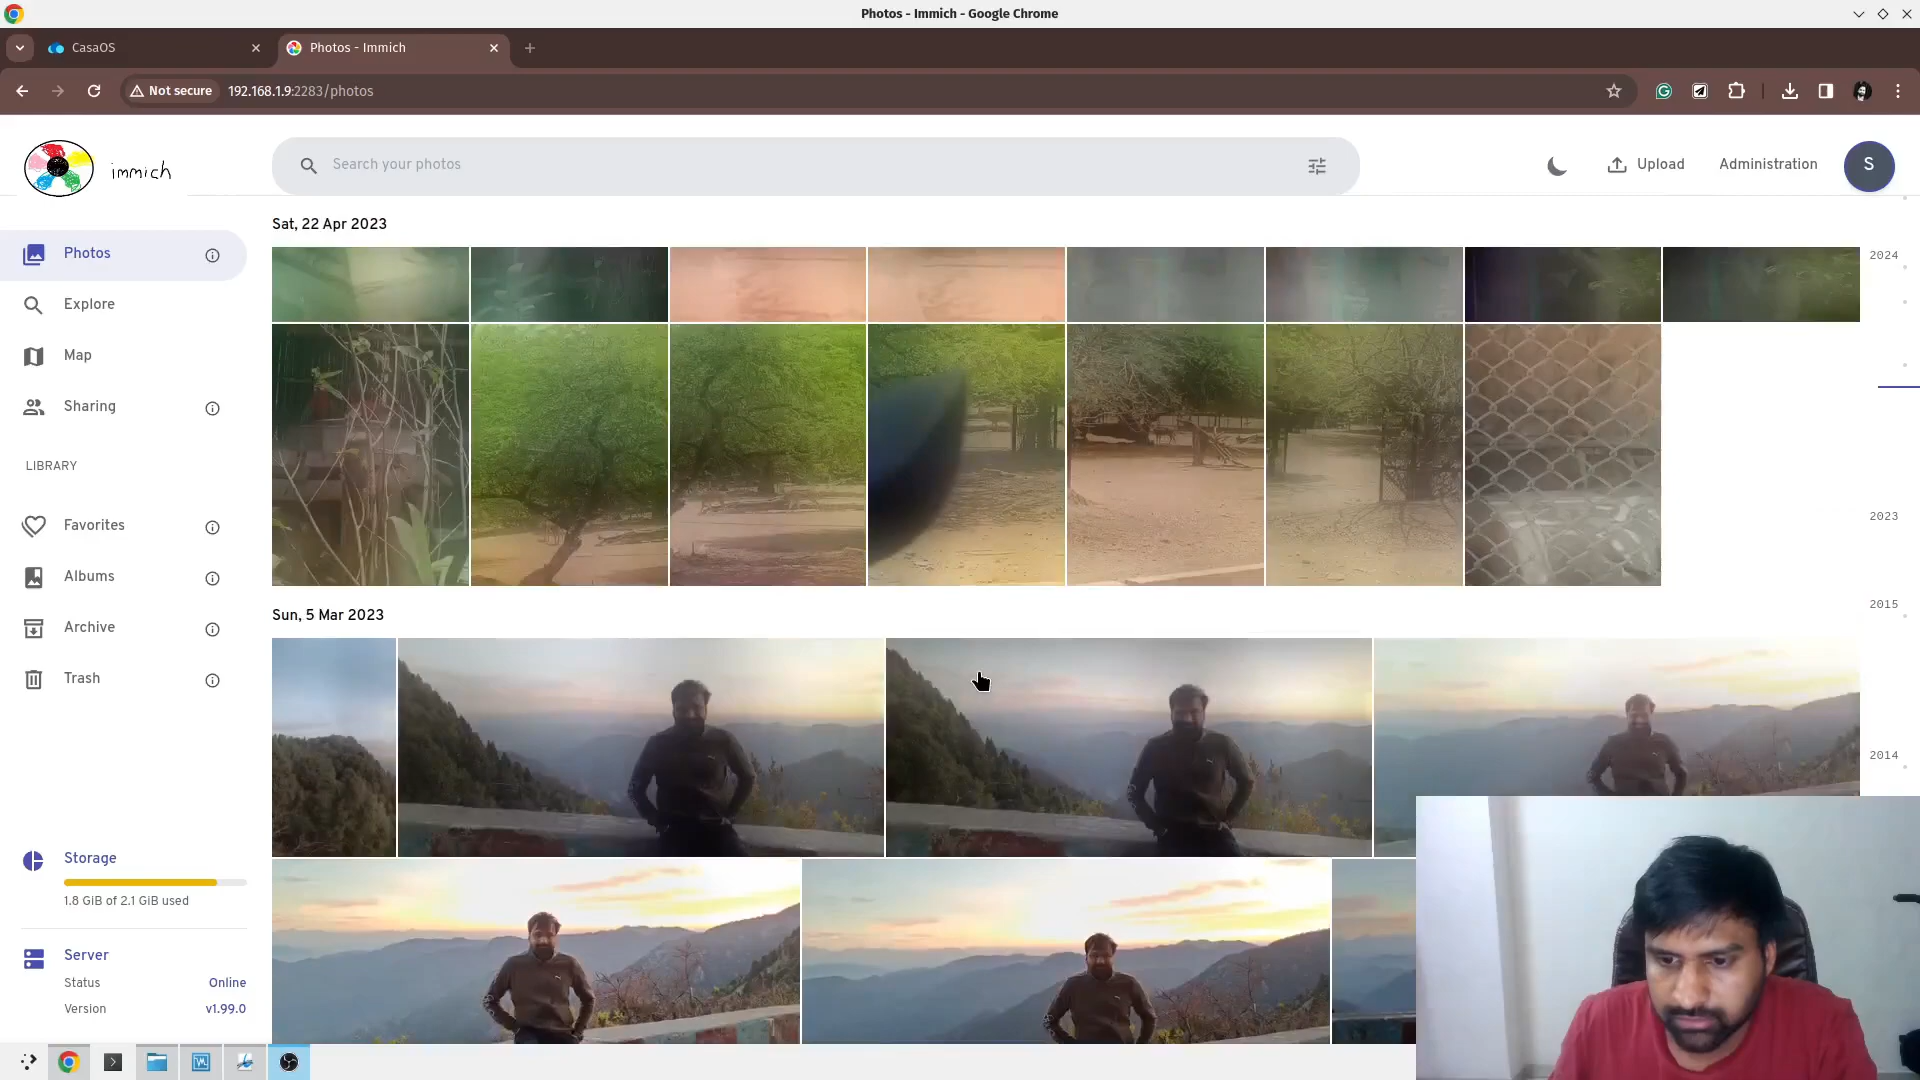 Photos - Immich - Google Chrome
CasaOS
Photos - Immich
Not secure
192.168.1.9:2283/photos
immich
Search your photos
Upload
Administration
S
Photos
Explore
Map
Sharing
LIBRARY
Favorites
Albums
Archive
Trash
Storage
1.8 GiB of 2.1 GiB used
Server
Status
Online
Version
v1.99.0
Sat, 22 Apr 2023
Sun, 5 Mar 2023
2024
2023
2015
2014